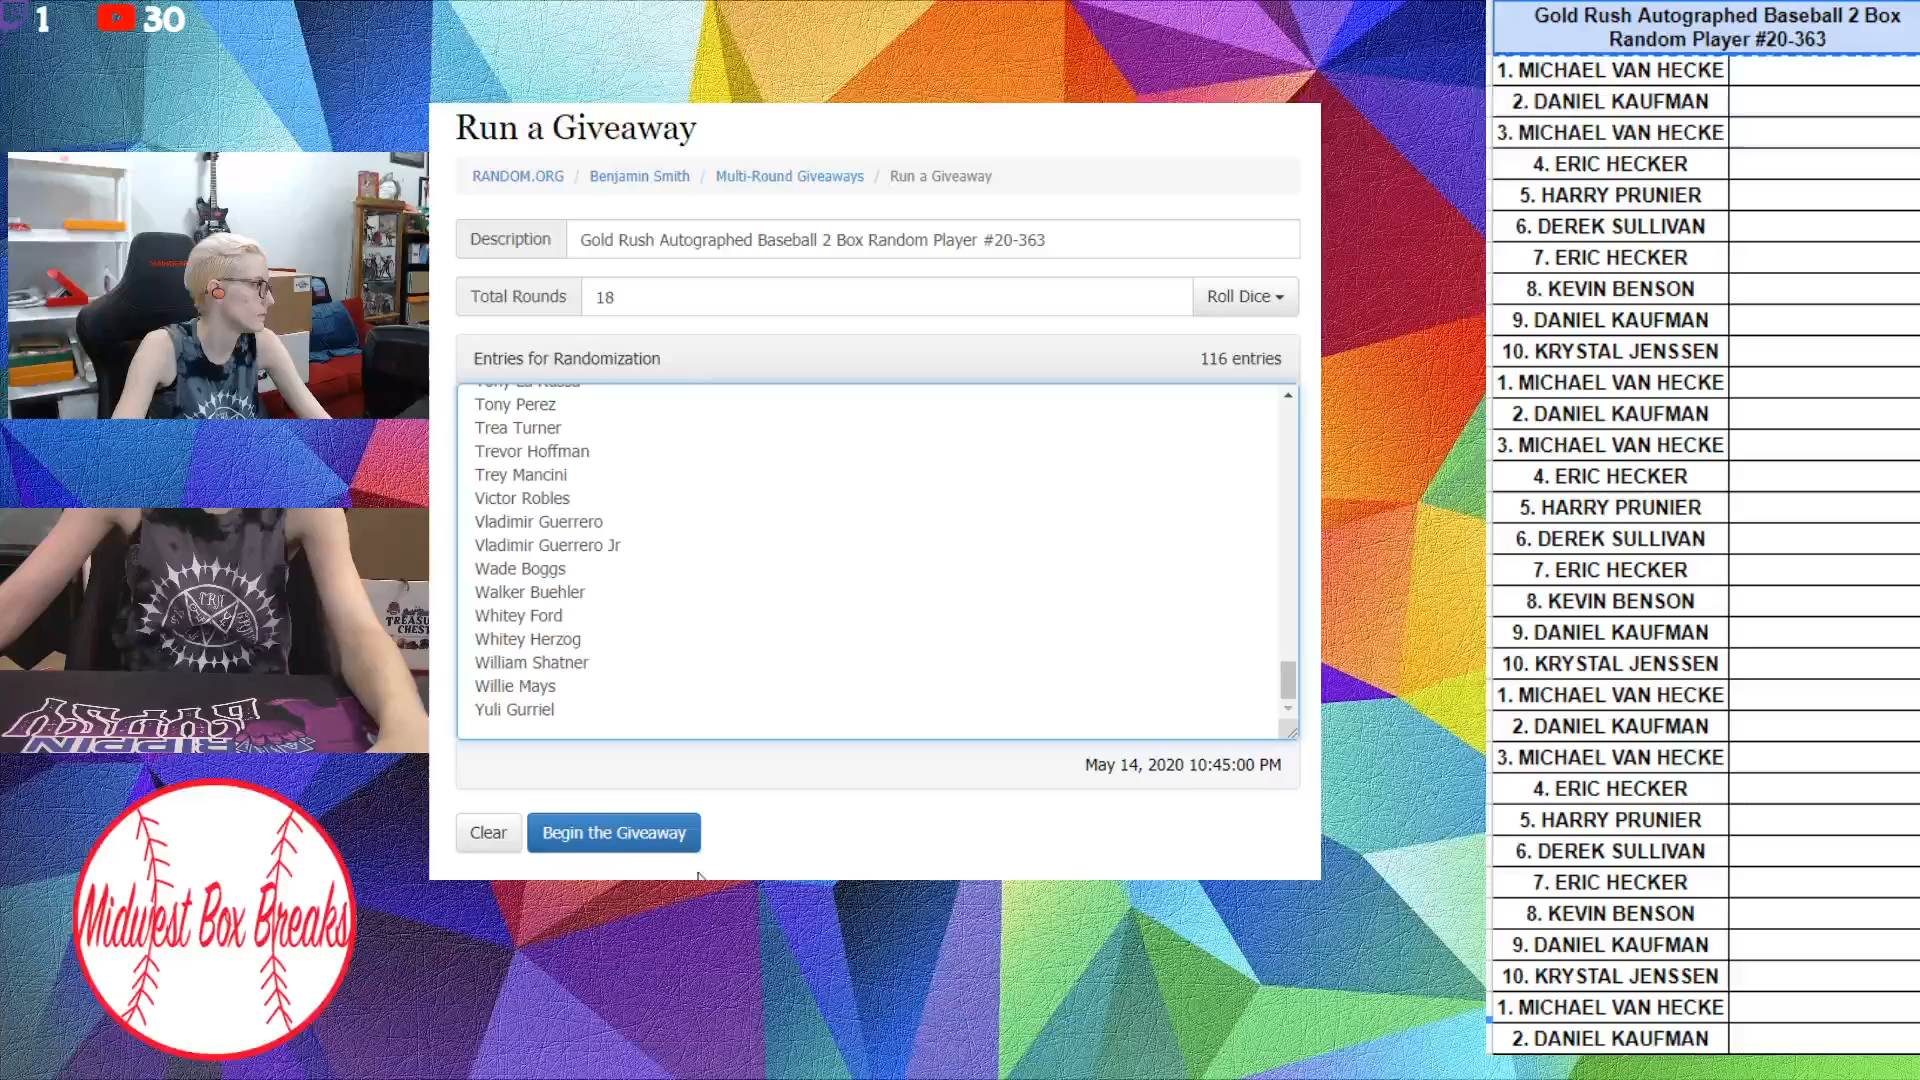 1
30
Run a Giveaway
RANDOM.ORG / Benjamin Smith / Multi-Round Giveaways / Run a Giveaway
Description Gold Rush Autographed Baseball 2 Box Random Player #20-363
Total Rounds 18 Roll Dice
Entries for Randomization 116 entries
Tony La Russa
Tony Perez
Trea Turner
Trevor Hoffman
Trey Mancini
Victor Robles
Vladimir Guerrero
Vladimir Guerrero Jr
Wade Boggs
Walker Buehler
Whitey Ford
Whitey Herzog
William Shatner
Willie Mays
Yuli Gurriel
May 14, 2020 10:45:00 PM
Clear Begin the Giveaway
TREASU
CHEST
RIPPIN
Midwest Box Breaks
Gold Rush Autographed Baseball 2 Box
Random Player #20-363
1. MICHAEL VAN HECKE
2. DANIEL KAUFMAN
3. MICHAEL VAN HECKE
4. ERIC HECKER
5. HARRY PRUNIER
6. DEREK SULLIVAN
7. ERIC HECKER
8. KEVIN BENSON
9. DANIEL KAUFMAN
10. KRYSTAL JENSSEN
1. MICHAEL VAN HECKE
2. DANIEL KAUFMAN
3. MICHAEL VAN HECKE
4. ERIC HECKER
5. HARRY PRUNIER
6. DEREK SULLIVAN
7. ERIC HECKER
8. KEVIN BENSON
9. DANIEL KAUFMAN
10. KRYSTAL JENSSEN
1. MICHAEL VAN HECKE
2. DANIEL KAUFMAN
3. MICHAEL VAN HECKE
4. ERIC HECKER
5. HARRY PRUNIER
6. DEREK SULLIVAN
7. ERIC HECKER
8. KEVIN BENSON
9. DANIEL KAUFMAN
10. KRYSTAL JENSSEN
1. MICHAEL VAN HECKE
2. DANIEL KAUFMAN